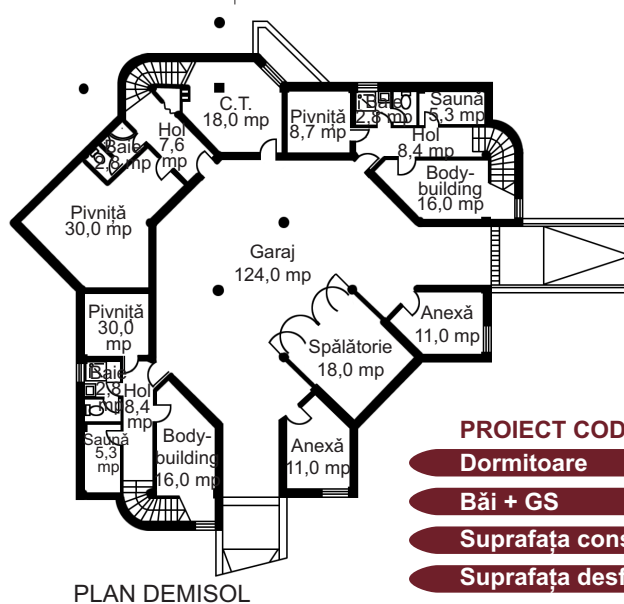 C.T.
18,0 mp
Pivniță
8,7 mp
Baie
2,8 mp
Saună
5,3 mp
Hol
8,4
Body-
building
16,0 mp
Hol
7,6
Baie
2,8 mp
Pivniță
30,0 mp
Garaj
124,0 mp
Pivniță
30,0
mp
Anexă
11,0 mp
Spălătorie
18,0 mp
Baie
2,8
mp
Hol
8,4
Saună
5,3
mp
Body-
building
16,0 mp
Anexă
11,0 mp
PLAN DEMISOL
PROIECT COD
Dormitoare
Băi + GS
Suprafața cons
Suprafața desf